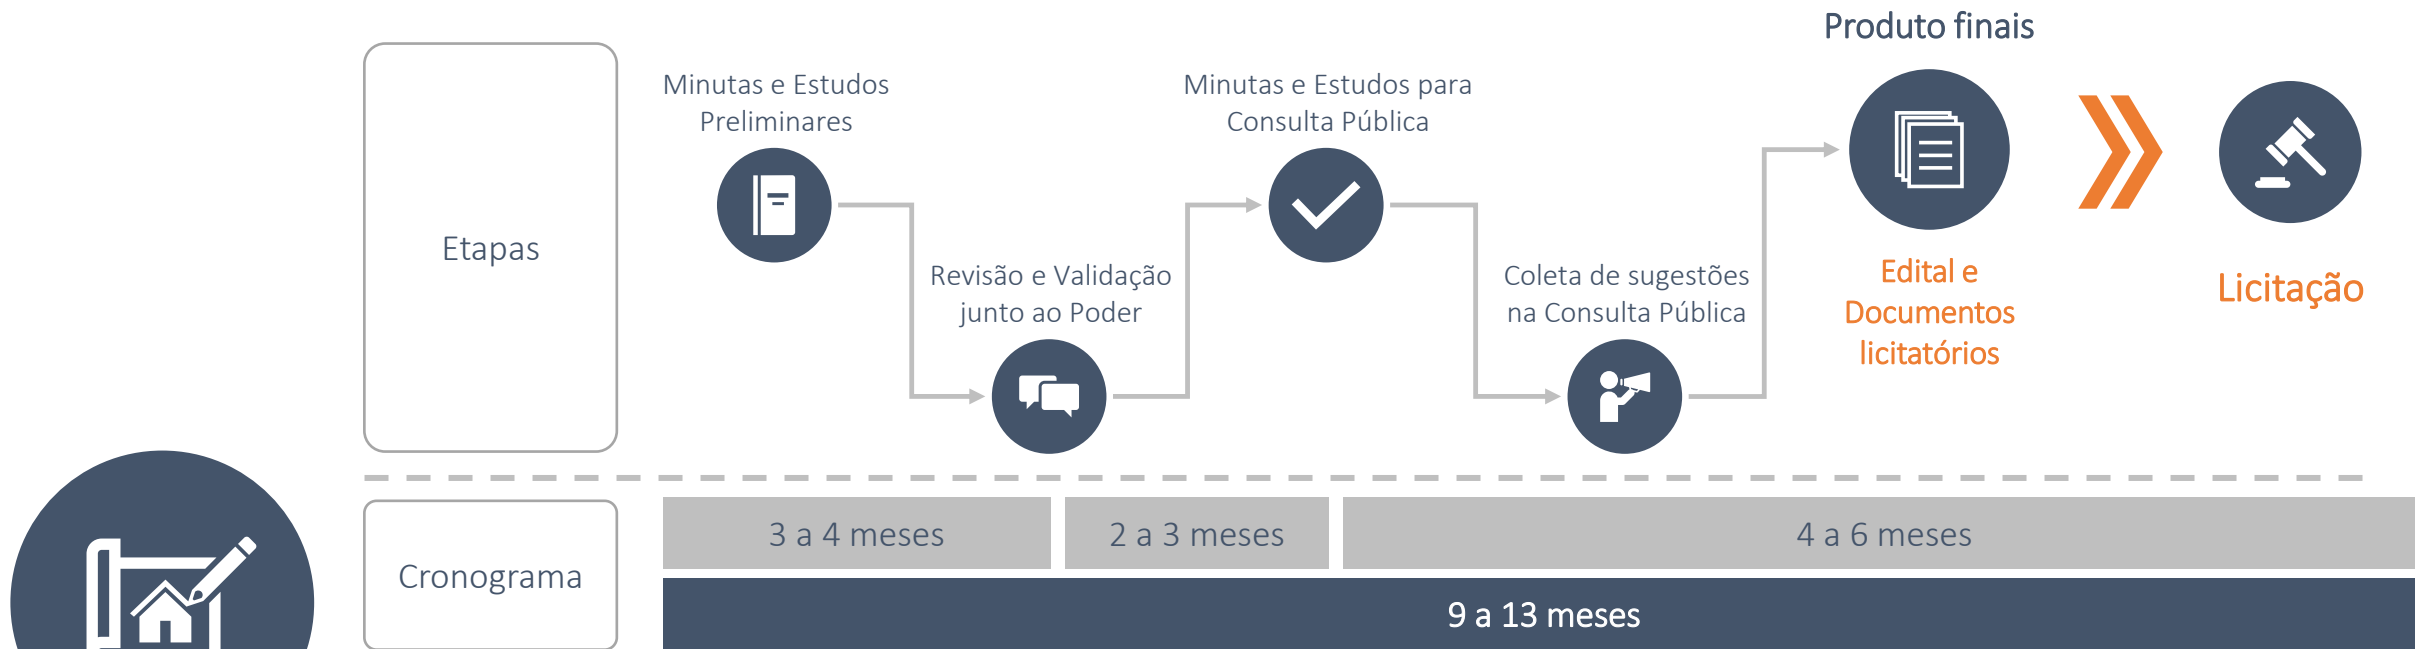 Produto finais
Minutas e Estudos
Preliminares
Minutas e Estudos para
Consulta Pública
Etapas
Revisão e Validação
junto ao Poder
Coleta de sugestões
na Consulta Pública
Edital e
Documentos
licitatórios
Licitação
Cronograma
3 a 4 meses
2 a 3 meses
4 a 6 meses
9 a 13 meses